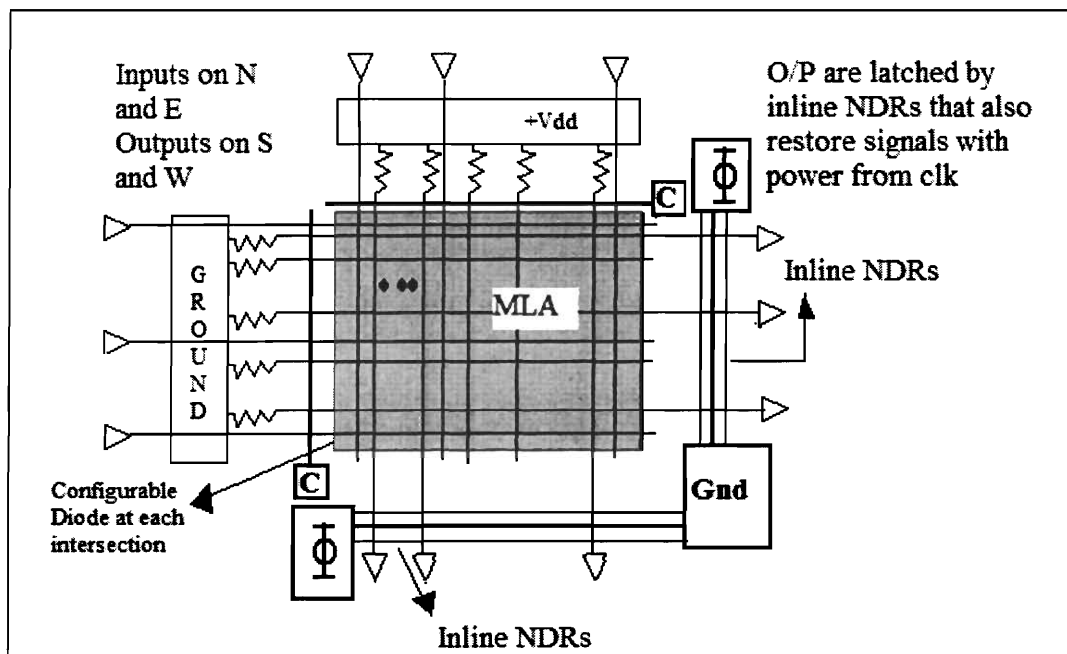 Inputs on N
and E
Outputs on S
and W
+Vdd
O/P are latched by
inline NDRs that also
restore signals with
power from clk
Φ
C
GROUND
MLA
Inline NDRs
Configurable
Diode at each
intersection
C
Gnd
Φ
Inline NDRs